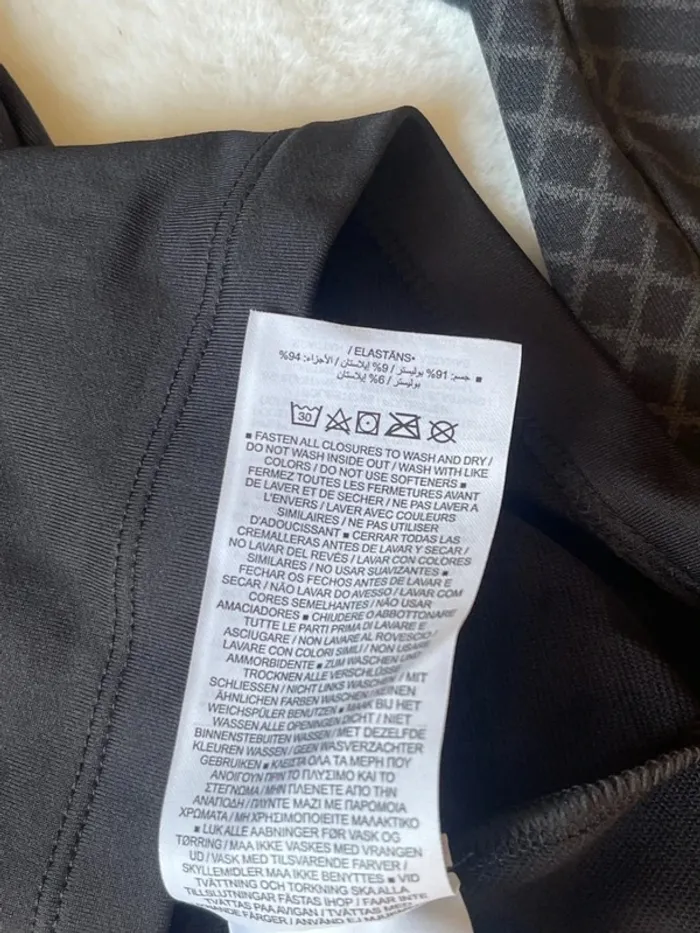 / ELASTĀNS•
▪ جسم: 91% بوليستر / 9% إيلاستان / الأجزاء: 94%
بوليستر / 6% إيلاستان
30
▪ FASTEN ALL CLOSURES TO WASH AND DRY /
DO NOT WASH INSIDE OUT / WASH WITH LIKE
COLORS / DO NOT USE SOFTENERS ▪
FERMEZ TOUTES LES FERMETURES AVANT
DE LAVER ET DE SECHER / NE PAS LAVER A
L'ENVERS / LAVER AVEC COULEURS
SIMILAIRES / NE PAS UTILISER
D'ADOUCISSANT ▪ CERRAR TODAS LAS
CREMALLERAS ANTES DE LAVAR Y SECAR /
NO LAVAR DEL REVÉS / LAVAR CON COLORES
SIMILARES / NO USAR SUAVIZANTES ▪
FECHAR OS FECHOS ANTES DE LAVAR E
SECAR / NÃO LAVAR DO AVESSO / LAVAR COM
CORES SEMELHANTES / NÃO USAR
AMACIADORES ▪ CHIUDERE O ABBOTTONARE
TUTTE LE PARTI PRIMA DI LAVARE E
ASCIUGARE / NON LAVARE AL ROVESCIO /
LAVARE CON COLORI SIMILI / NON USARE
AMMORBIDENTE ▪ ZUM WASCHEN UND
TROCKNEN ALLE VERSCHLÜSSE
SCHLIESSEN / NICHT LINKS WASCHEN / MIT
ÄHNLICHEN FARBEN WASCHEN / KEINEN
WEICHSPÜLER BENUTZEN ▪ MAAK BIJ HET
WASSEN ALLE OPENINGEN DICHT / NIET
BINNENSTEBUITEN WASSEN / MET DEZELFDE
KLEUREN WASSEN / GEEN WASVERZACHTER
GEBRUIKEN ▪ ΚΛΕΙΣΤΑ ΟΛΑ ΤΑ ΜΕΡΗ ΠΟΥ
ΑΝΟΙΓΟΥΝ ΠΡΙΝ ΤΟ ΠΛΥΣΙΜΟ ΚΑΙ ΤΟ
ΣΤΕΓΝΩΜΑ / ΜΗΝ ΠΛΕΝΕΤΕ ΑΠΟ ΤΗΝ
ΑΝΑΠΟΔΗ / ΠΛΥΝΤΕ ΜΑΖΙ ΜΕ ΠΑΡΟΜΟΙΑ
ΧΡΩΜΑΤΑ / ΜΗ ΧΡΗΣΙΜΟΠΟΙΕΙΤΕ ΜΑΛΑΚΤΙΚΟ
▪ LUK ALLE AABNINGER FØR VASK OG
TØRRING / MAA IKKE VASKES MED VRANGEN
UD / VASK MED TILSVARENDE FARVER /
SKYLLEMIDLER MAA IKKE BENYTTES ▪ VID
TVÄTTNING OCH TORKNING SKA ALLA
TILLSLUTNINGAR FÄSTAS IHOP / FAAR INTE
TVÄTTAS PAA AVIGAN / TVÄTTAS MED
FÄRGER / ANVÄND EJ